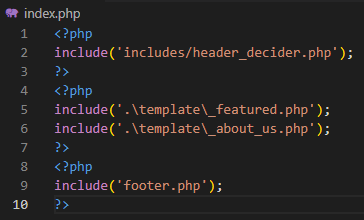 index.php
1 <?php
2 include('includes/header_decider.php');
3 ?>
4 <?php
5 include('.\template\_featured.php');
6 include('.\template\_about_us.php');
7 ?>
8 <?php
9 include('footer.php');
10 ?>